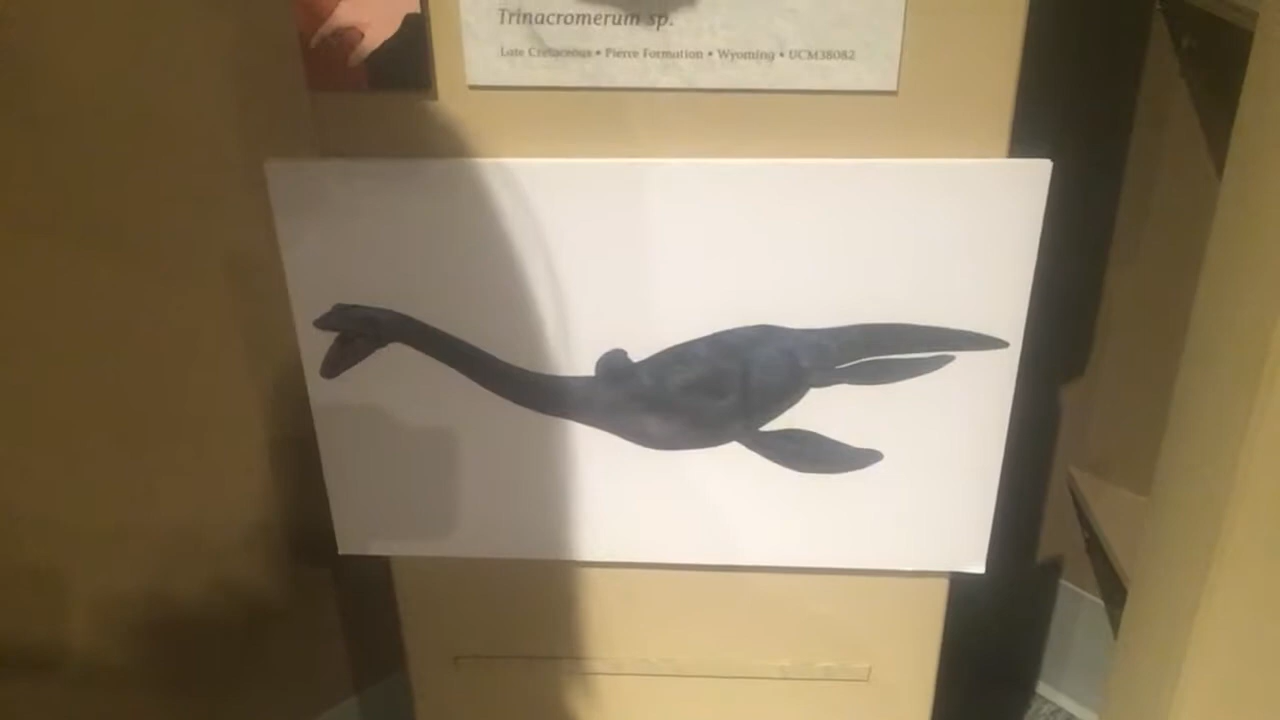 Trinacromerum sp.
Late Cretaceous • Pierre Formation • Wyoming • UCM38082